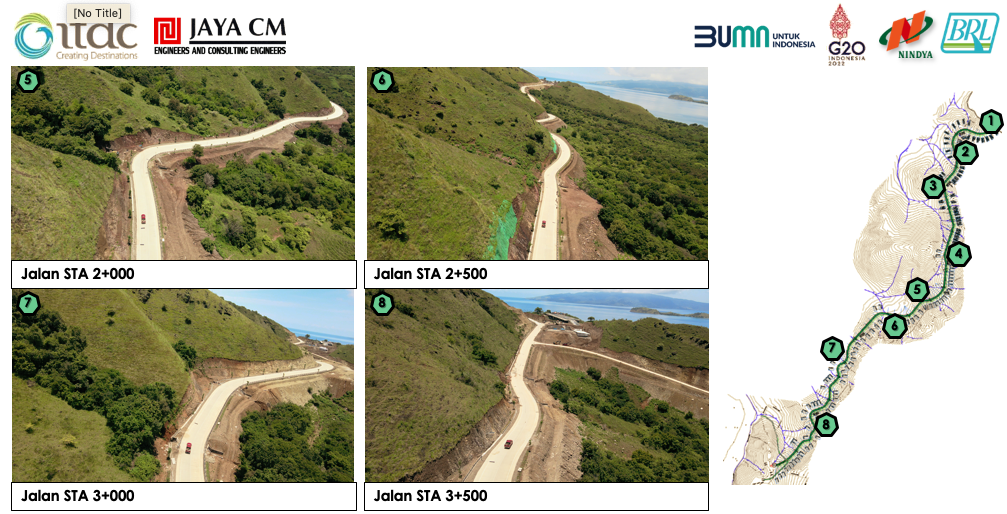 [No Title]
ITDC
Creating Destinations
JAYA CM
ENGINEERS AND CONSULTING ENGINEERS
BUMN UNTUK INDONESIA
G20
INDONESIA
2022
NINDYA
BRL
5
6
Jalan STA 2+000
Jalan STA 2+500
7
8
Jalan STA 3+000
Jalan STA 3+500
1
2
3
4
5
6
7
8